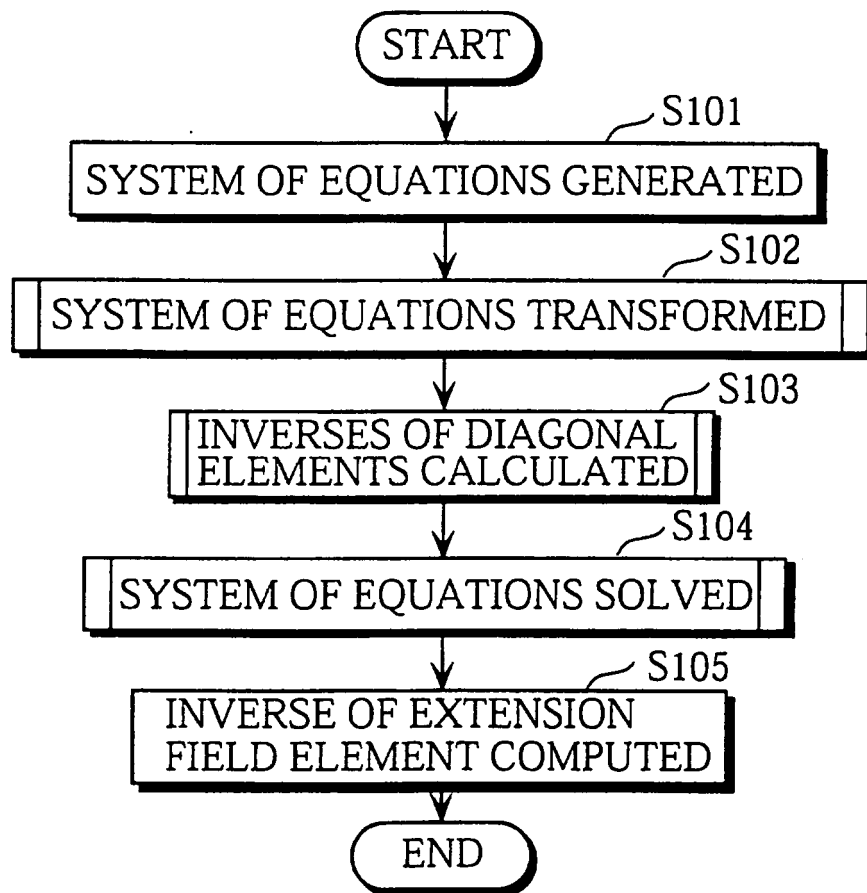 START
S101
SYSTEM OF EQUATIONS GENERATED
S102
SYSTEM OF EQUATIONS TRANSFORMED
S103
INVERSES OF DIAGONAL
ELEMENTS CALCULATED
S104
SYSTEM OF EQUATIONS SOLVED
S105
INVERSE OF EXTENSION
FIELD ELEMENT COMPUTED
END